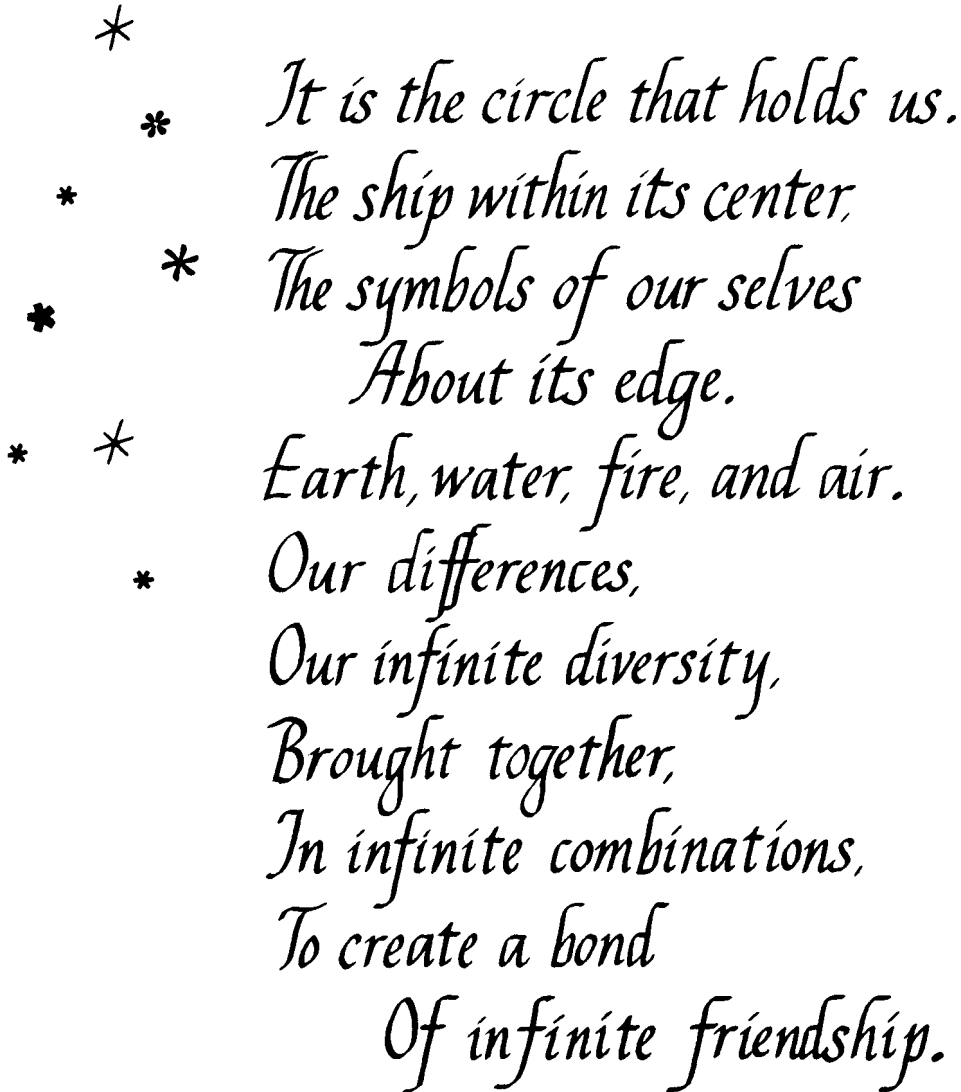 It is the circle that holds us.
The ship within its center,
The symbols of our selves
About its edge.
Earth, water, fire, and air.
Our differences,
Our infinite diversity,
Brought together,
In infinite combinations,
To create a bond
Of infinite friendship.